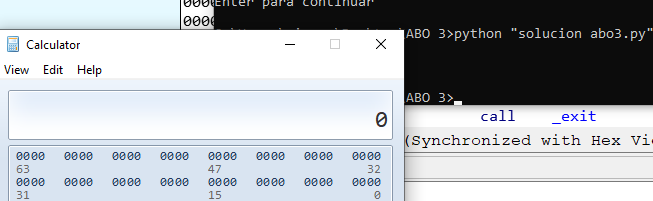 0000
0000
Enter para continuar
ABO 3>python "solucion abo3.py"
Calculator
View Edit Help
0
ABO 3>
call _exit
(Synchronized with Hex Vi
0000 0000 0000 0000 0000 0000 0000 0000
63 47 32
0000 0000 0000 0000 0000 0000 0000 0000
31 15 0